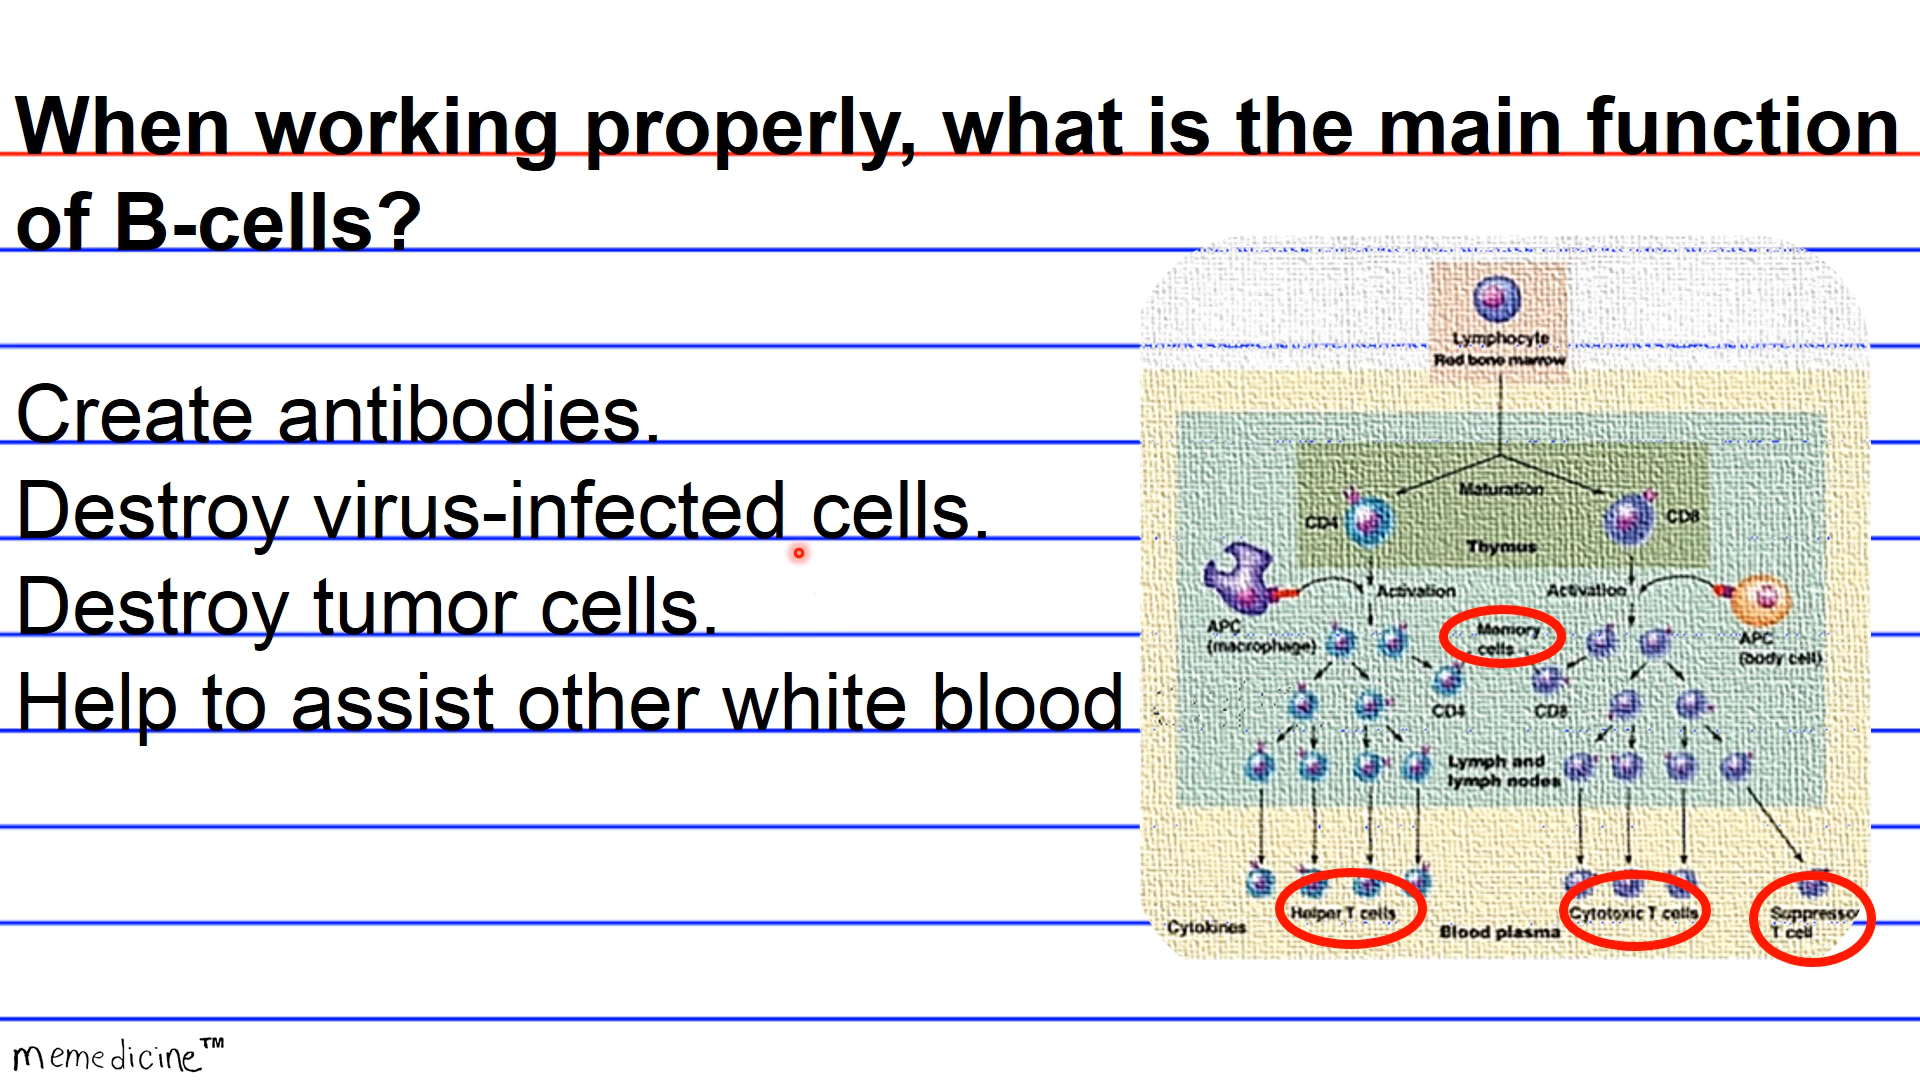 When working properly, what is the main function
of B-cells?
Create antibodies.
Destroy virus-infected cells.
Destroy tumor cells.
Help to assist other white blood
Lymphocyte
Red bone marrow
Maturation
CD4
CD8
Thymus
Activation
Activation
APC
(macrophage)
Memory
cells
APC
(body cell)
CD4
CD8
Lymph and
lymph nodes
Helper T cells
Cytotoxic T cells
Suppressor
T cell
Cytokines
Blood plasma
memedicine™